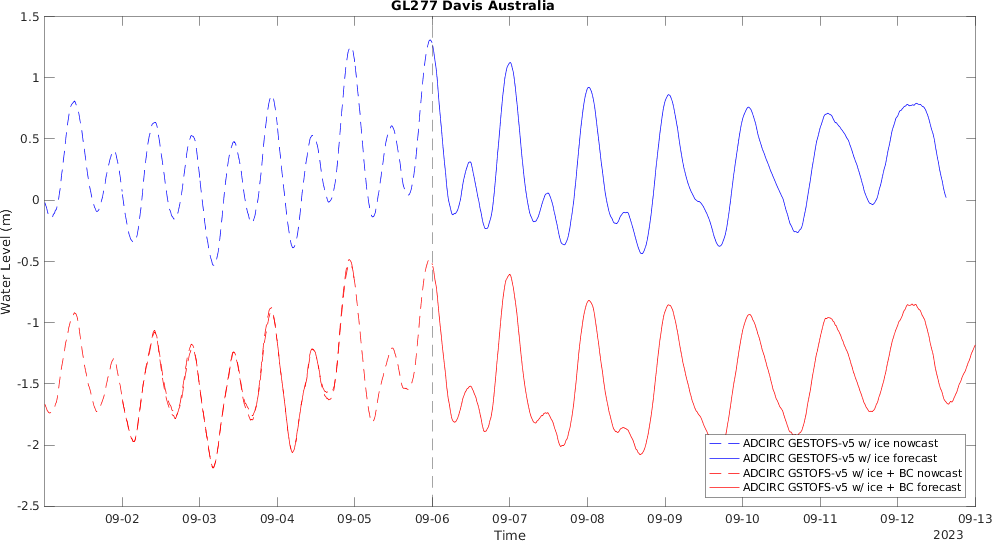 GL277 Davis Australia
1.5
1
0.5
0
-0.5
-1
-1.5
-2
-2.5
Water Level (m)
ADCIRC GESTOFS-v5 w/ ice nowcast
ADCIRC GESTOFS-v5 w/ ice forecast
ADCIRC GSTOFS-v5 w/ ice + BC nowcast
ADCIRC GSTOFS-v5 w/ ice + BC forecast
09-02 09-03 09-04 09-05 09-06 09-07 09-08 09-09 09-10 09-11 09-12 09-13
Time
2023